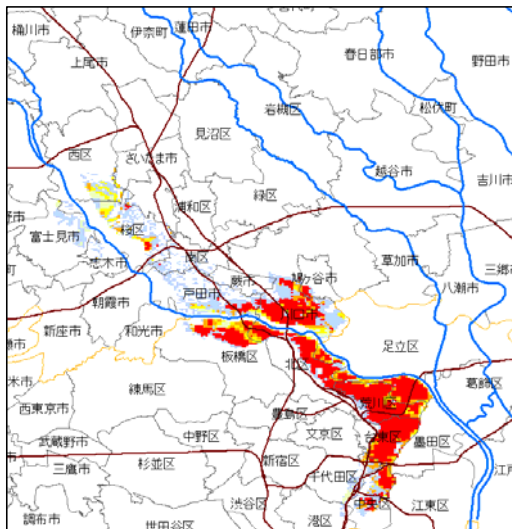 桶川市
伊奈町
蓮田市
春日部市
野田市
上尾市
岩槻区
松伏町
見沼区
西区
さいたま市
越谷市
吉川市
緑区
浦和区
桜区
富士見市
南区
草加市
三郷市
志木市
蕨市
鳩ヶ谷市
八潮市
戸田市
朝霞市
川口市
新座市
和光市
足立区
板橋区
北区
葛飾区
練馬区
荒川区
西東京市
豊島区
文京区
台東区
墨田区
武蔵野市
中野区
三鷹市
杉並区
新宿区
千代田区
渋谷区
中央区
江東区
港区
調布市
世田谷区